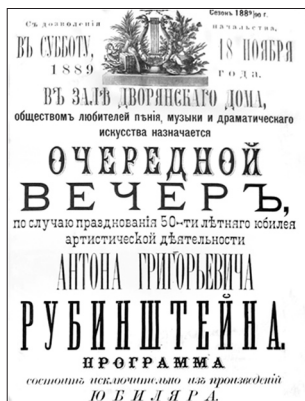 Сезонъ 1889/90 г.
Съ дозволенія начальства,
ВЪ СУББОТУ, 18 НОЯБРЯ
1889 года.
ВЪ ЗАЛѢ ДВОРЯНСКАГО ДОМА,
обществомъ любителей пѣнія, музыки и драматическаго
искусства назначается
ОЧЕРЕДНОЙ
ВЕЧЕРЪ,
по случаю празднованія 50-ти лѣтняго юбилея
артистической дѣятельности
АНТОНА ГРИГОРЬЕВИЧА
РУБИНШТЕЙНА.
ПРОГРАММА
состоитъ исключительно изъ произведеній
ЮБИЛЯРА.